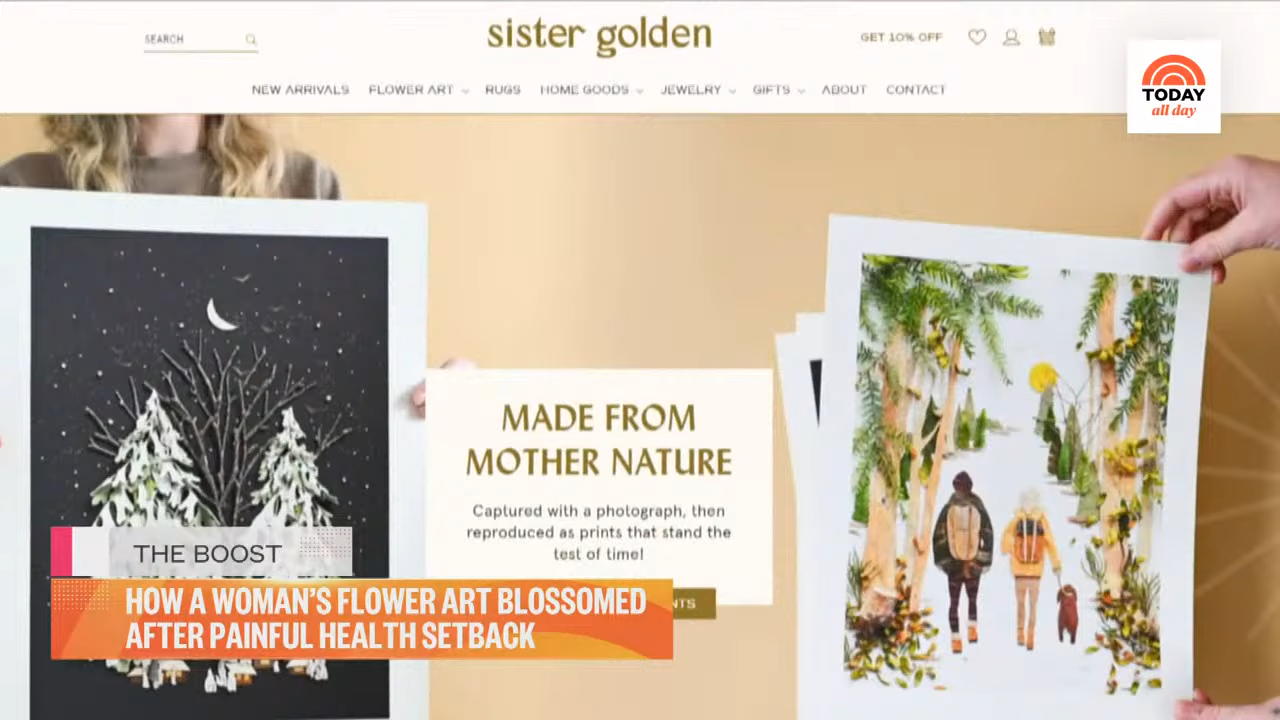 sister golden
SEARCH
GET 10% OFF
NEW ARRIVALS FLOWER ART RUGS HOME GOODS JEWELRY GIFTS ABOUT CONTACT
TODAY
all day
MADE FROM
MOTHER NATURE
Captured with a photograph, then
reproduced as prints that stand the
test of time!
THE BOOST
HOW A WOMAN'S FLOWER ART BLOSSOMED
AFTER PAINFUL HEALTH SETBACK